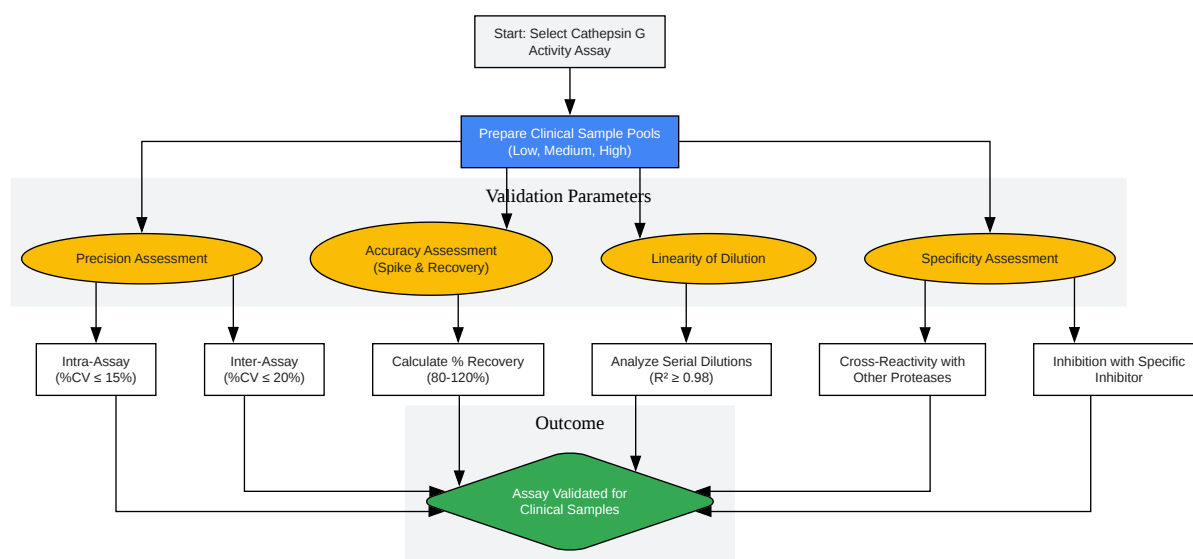 Start: Select Cathepsin G
Activity Assay
Prepare Clinical Sample Pools
(Low, Medium, High)
Validation Parameters
Precision Assessment
Accuracy Assessment
(Spike & Recovery)
Linearity of Dilution
Specificity Assessment
Intra-Assay
(%CV ≤ 15%)
Inter-Assay
(%CV ≤ 20%)
Calculate % Recovery
(80-120%)
Analyze Serial Dilutions
(R² ≥ 0.98)
Cross-Reactivity with
Other Proteases
Inhibition with Specific
Inhibitor
Outcome
Assay Validated for
Clinical Samples